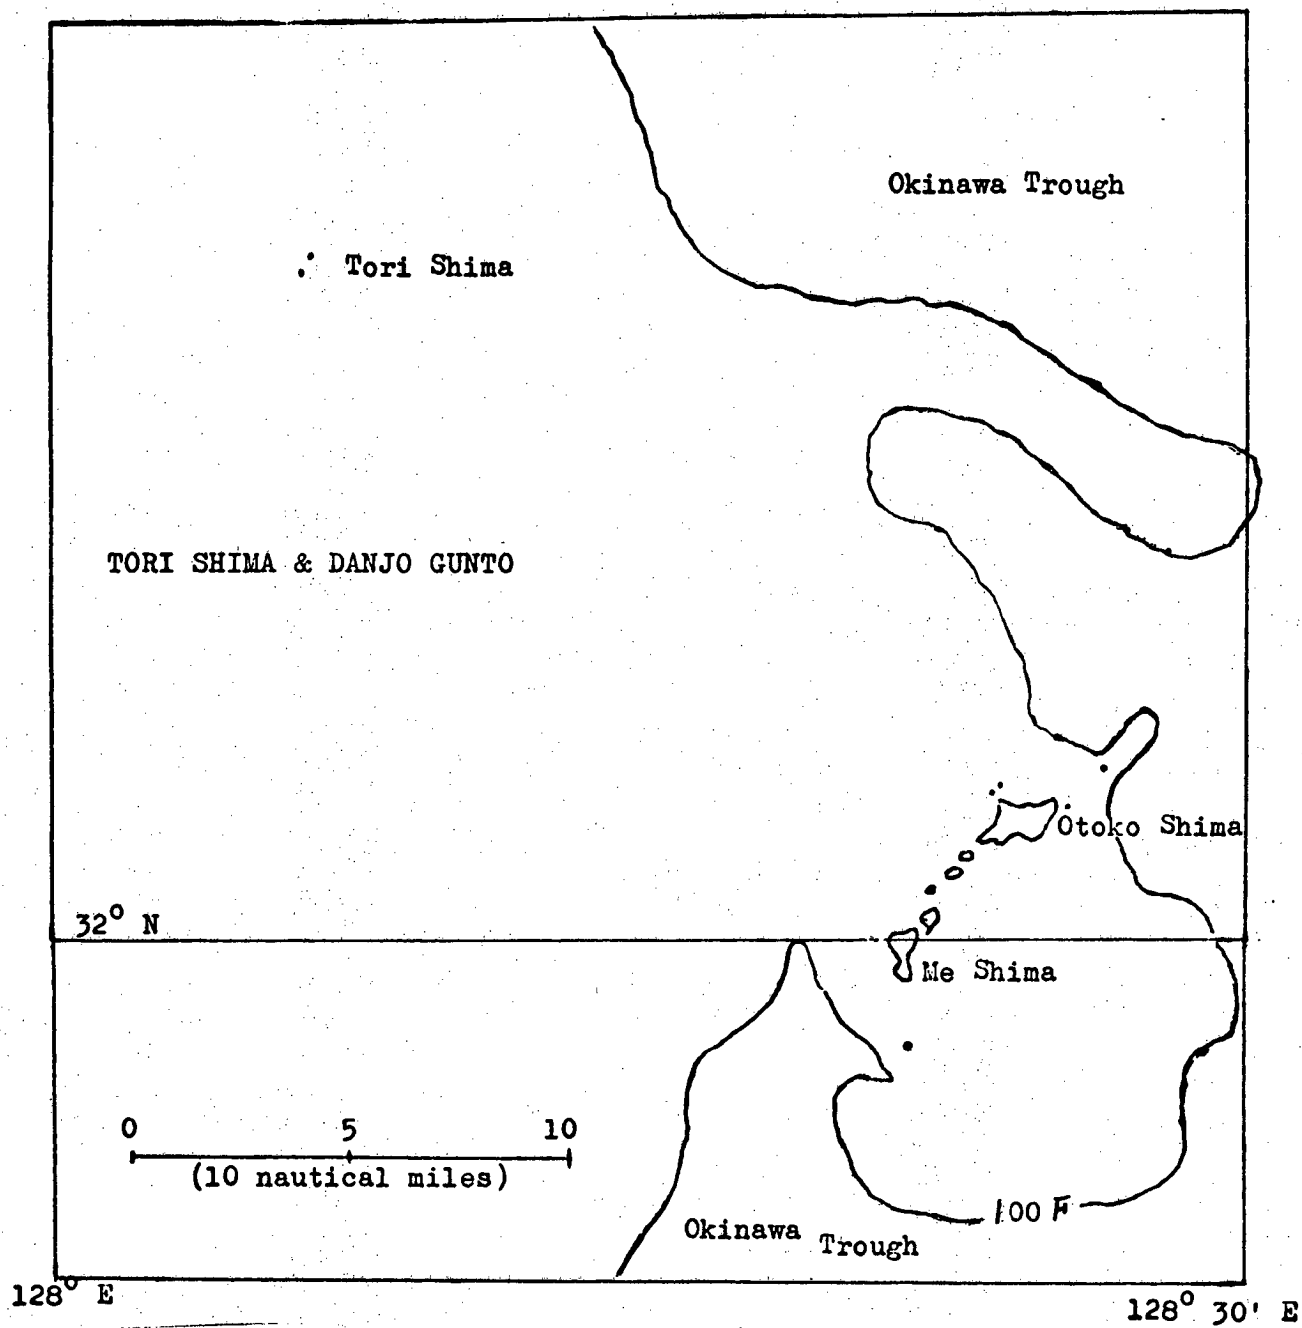 Okinawa Trough
Tori Shima
TORI SHIMA & DANJO GUNTO
Otoko Shima
32° N
Me Shima
0 5 10
(10 nautical miles)
100 F
Okinawa Trough
128° E
128° 30' E